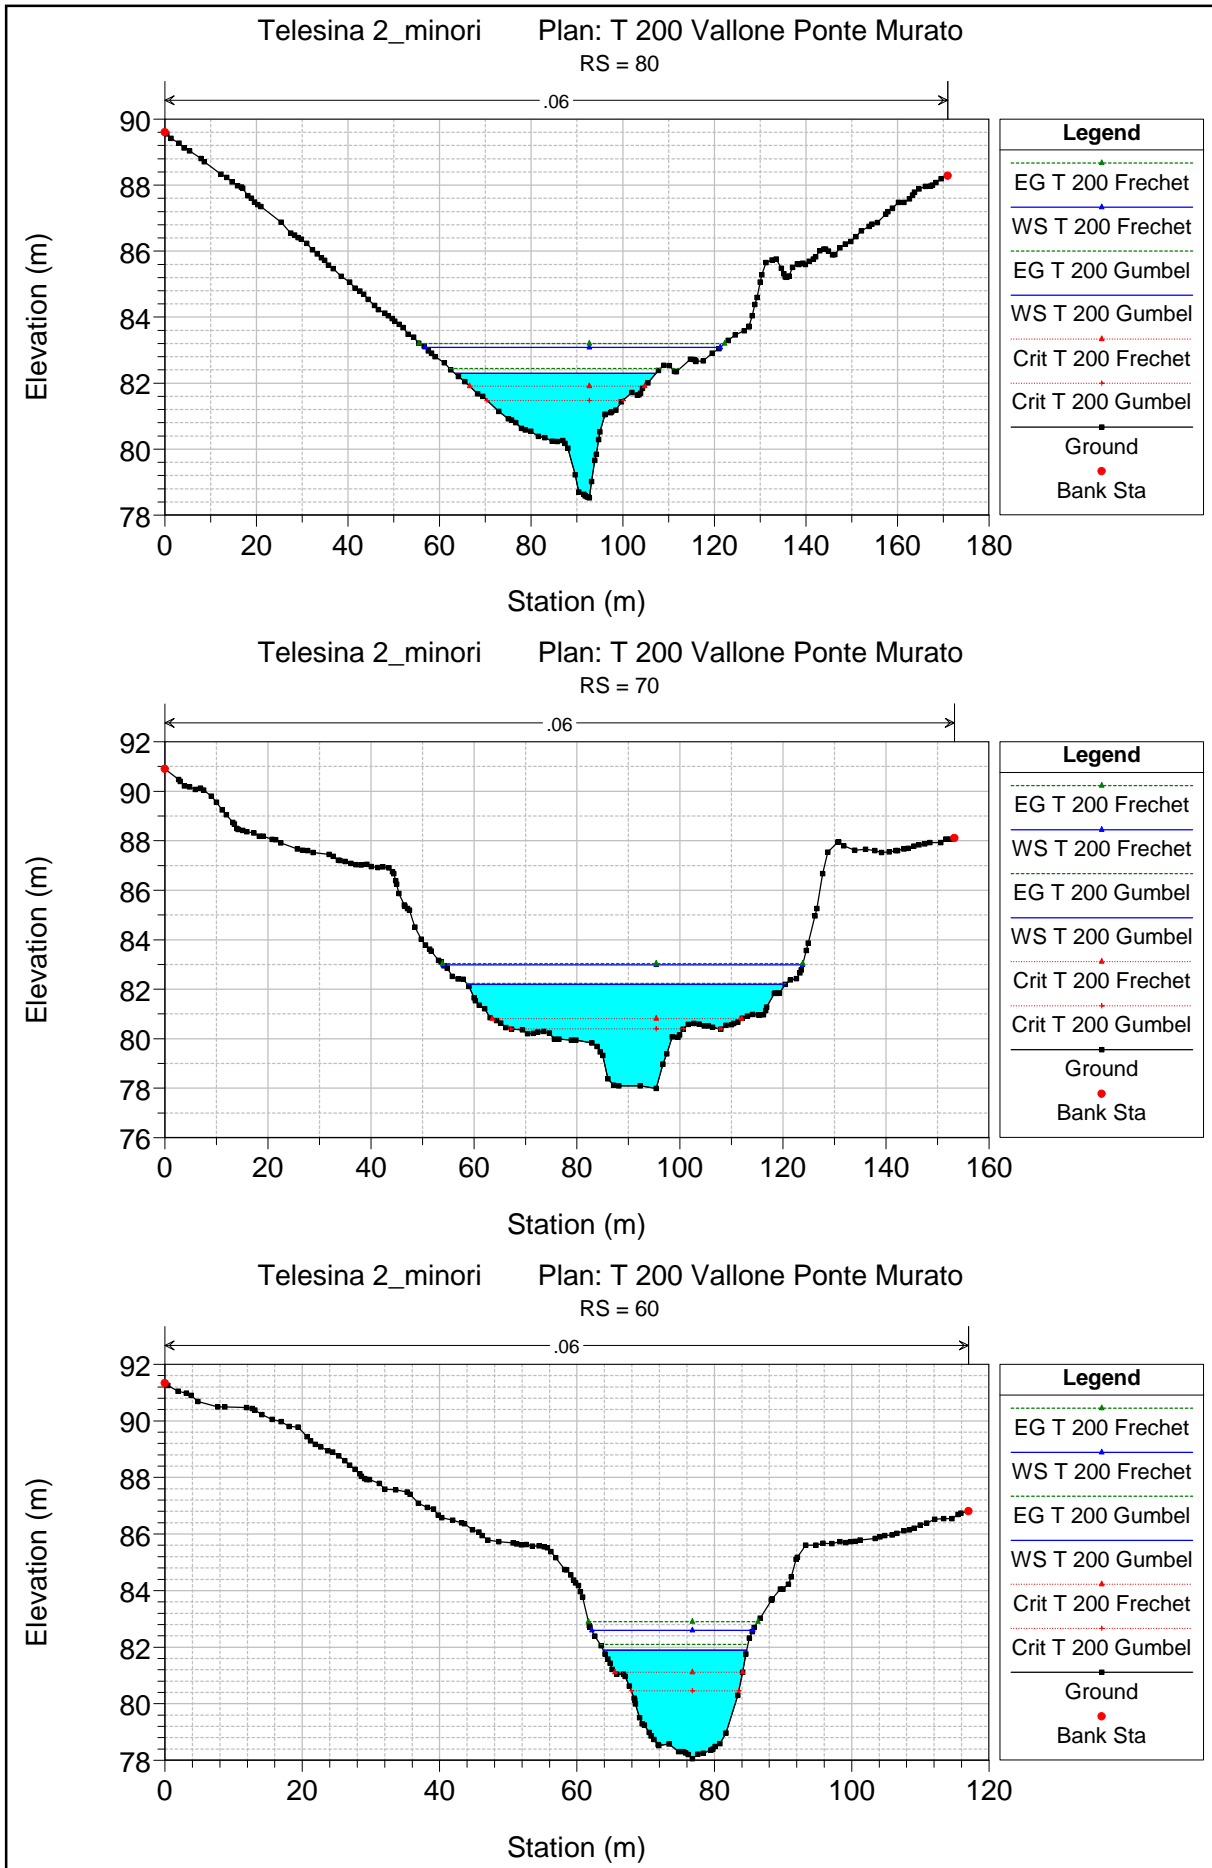 Telesina 2_minori Plan: T 200 Vallone Ponte Murato
RS = 80
.06
90
88
86
84
82
80
78
0 20 40 60 80 100 120 140 160 180
Station (m)
Elevation (m)
Legend
EG T 200 Frechet
WS T 200 Frechet
EG T 200 Gumbel
WS T 200 Gumbel
Crit T 200 Frechet
Crit T 200 Gumbel
Ground
Bank Sta
Telesina 2_minori Plan: T 200 Vallone Ponte Murato
RS = 70
.06
92
90
88
86
84
82
80
78
76
0 20 40 60 80 100 120 140 160
Station (m)
Elevation (m)
Legend
EG T 200 Frechet
WS T 200 Frechet
EG T 200 Gumbel
WS T 200 Gumbel
Crit T 200 Frechet
Crit T 200 Gumbel
Ground
Bank Sta
Telesina 2_minori Plan: T 200 Vallone Ponte Murato
RS = 60
.06
92
90
88
86
84
82
80
78
0 20 40 60 80 100 120
Station (m)
Elevation (m)
Legend
EG T 200 Frechet
WS T 200 Frechet
EG T 200 Gumbel
WS T 200 Gumbel
Crit T 200 Frechet
Crit T 200 Gumbel
Ground
Bank Sta